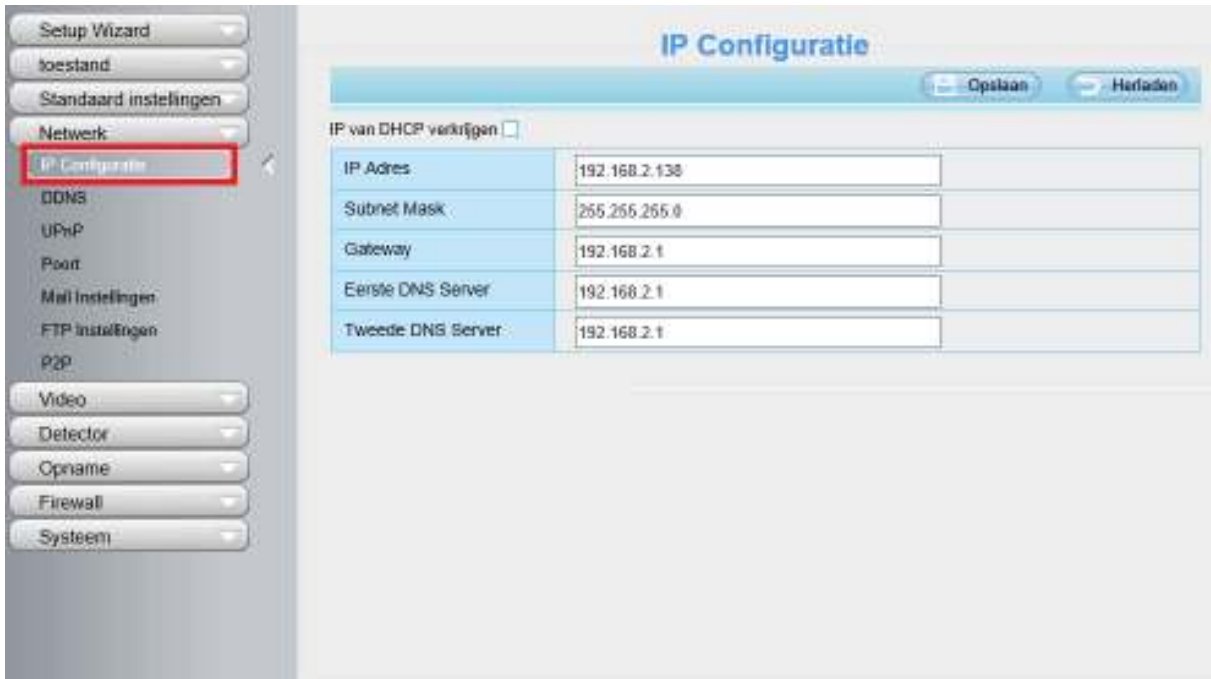 Setup Wizard
toestand
Standaard instellingen
Netwerk
IP Configuratie
DDNS
UPnP
Poort
Mail Instellingen
FTP Instellingen
P2P
Video
Detector
Opname
Firewall
Systeem
IP Configuratie
Opslaan
Herladen
IP van DHCP verkrijgen
IP Adres 192.168.2.138
Subnet Mask 255.255.255.0
Gateway 192.168.2.1
Eerste DNS Server 192.168.2.1
Tweede DNS Server 192.168.2.1